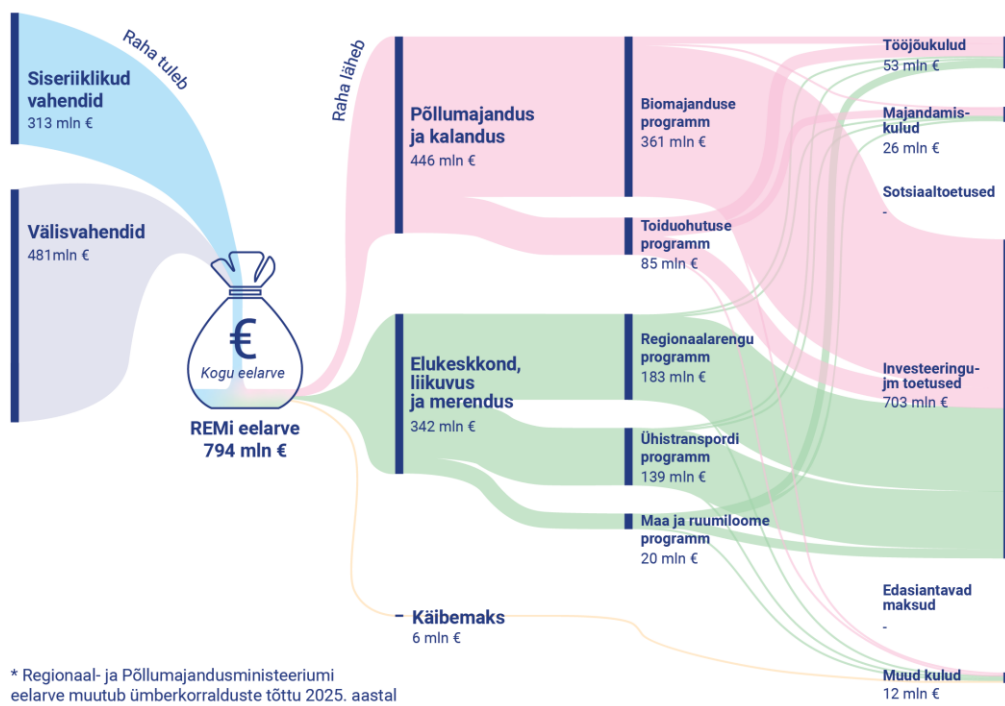 Raha tuleb
Siseriiklikud
vahendid
313 mln €
Välisvahendid
481mln €
€
Kogu eelarve
REMi eelarve
794 mln €
Raha läheb
Põllumajandus
ja kalandus
446 mln €
Elukeskkond,
liikuvus
ja merendus
342 mln €
Käibemaks
6 mln €
Biomajanduse
programm
361 mln €
Toiduohutuse
programm
85 mln €
Regionaalarengu
programm
183 mln €
Ühistranspordi
programm
139 mln €
Maa ja ruumiloome
programm
20 mln €
Tööjõukulud
53 mln €
Majandamis-
kulud
26 mln €
Sotsiaaltoetused
-
Investeeringu-
jm toetused
703 mln €
Edasiantavad
maksud
-
Muud kulud
12 mln €
* Regionaal- ja Põllumajandusministeeriumi
eelarve muutub ümberkorralduste tõttu 2025. aastal